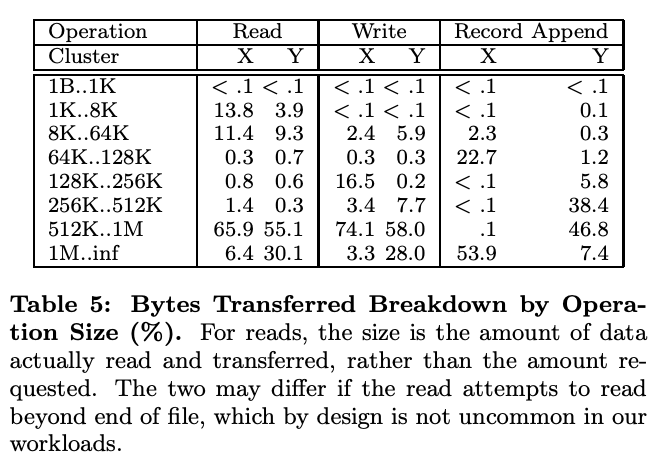 Operation Read Write Record Append
Cluster X Y X Y X Y
1B..1K < .1 < .1 < .1 < .1 < .1 < .1
1K..8K 13.8 3.9 < .1 < .1 < .1 0.1
8K..64K 11.4 9.3 2.4 5.9 2.3 0.3
64K..128K 0.3 0.7 0.3 0.3 22.7 1.2
128K..256K 0.8 0.6 16.5 0.2 < .1 5.8
256K..512K 1.4 0.3 3.4 7.7 < .1 38.4
512K..1M 65.9 55.1 74.1 58.0 .1 46.8
1M..inf 6.4 30.1 3.3 28.0 53.9 7.4
Table 5: Bytes Transferred Breakdown by Opera-
tion Size (%). For reads, the size is the amount of data
actually read and transferred, rather than the amount re-
quested. The two may differ if the read attempts to read
beyond end of file, which by design is not uncommon in our
workloads.